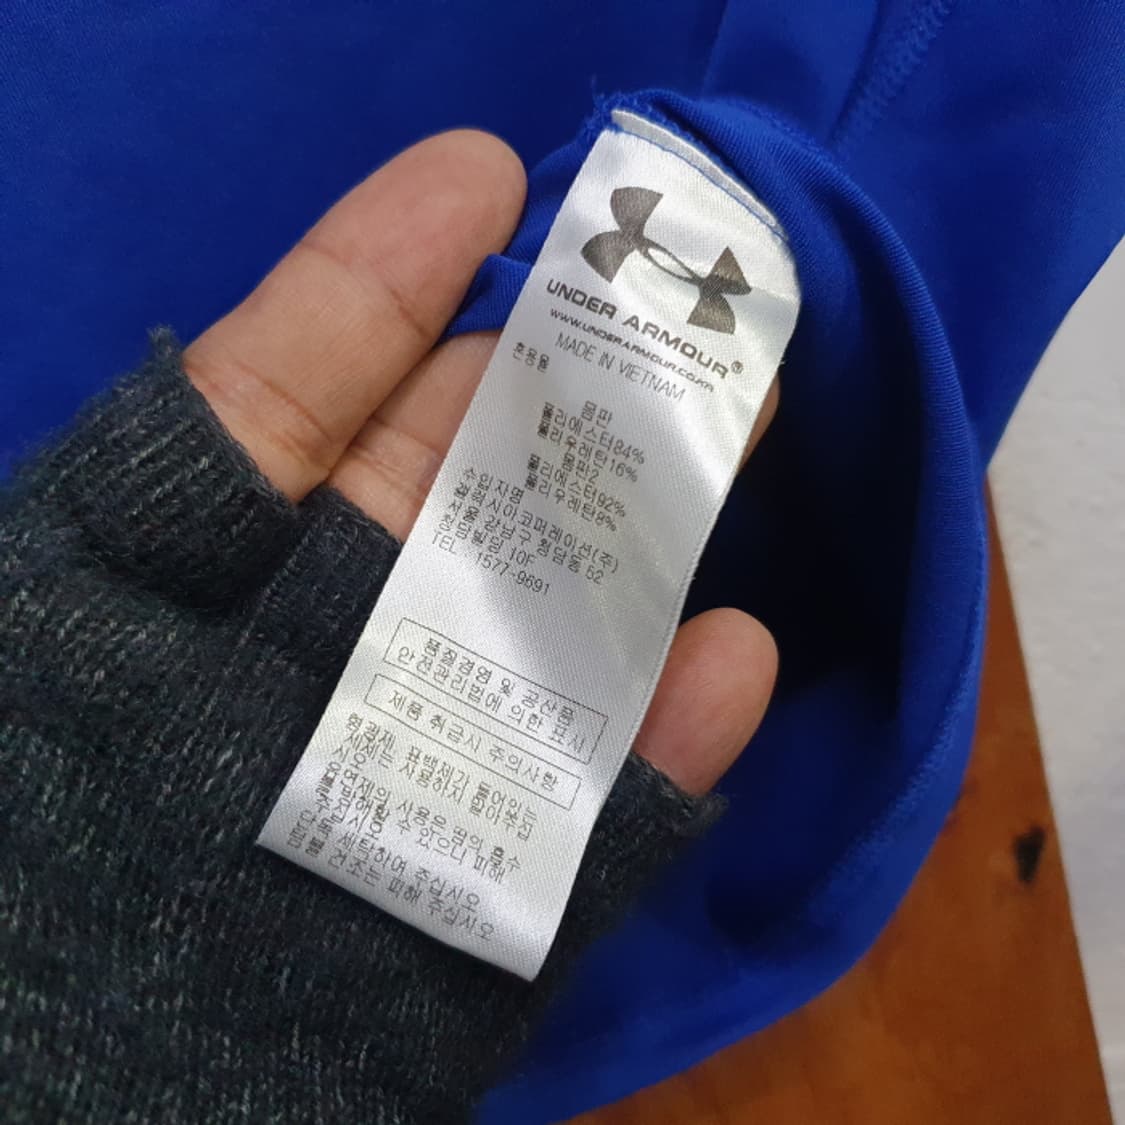 UNDER ARMOUR®
WWW.UNDERARMOUR.CO.KR
MADE IN VIETNAM
혼용율
몸판
폴리에스터84%
폴리우레탄16%
몸판2
폴리에스터92%
폴리우레탄8%
수입자명
시아코퍼레이션(주)
서울 강남구 청담동 52
빌딩 10F
TEL 1577-9691
품질경영 및 공산품
안전관리법에 의한 표시
제품 취급시 주의사항
형광제, 표백제가 들어있는
세제는 사용하지 말아주십
시오
유연제의 사용은 땀의 흡수
를 방해할 수 있으니 피해
주십시오
단독 세탁하여 주십시오
건조는 피해 주십시오